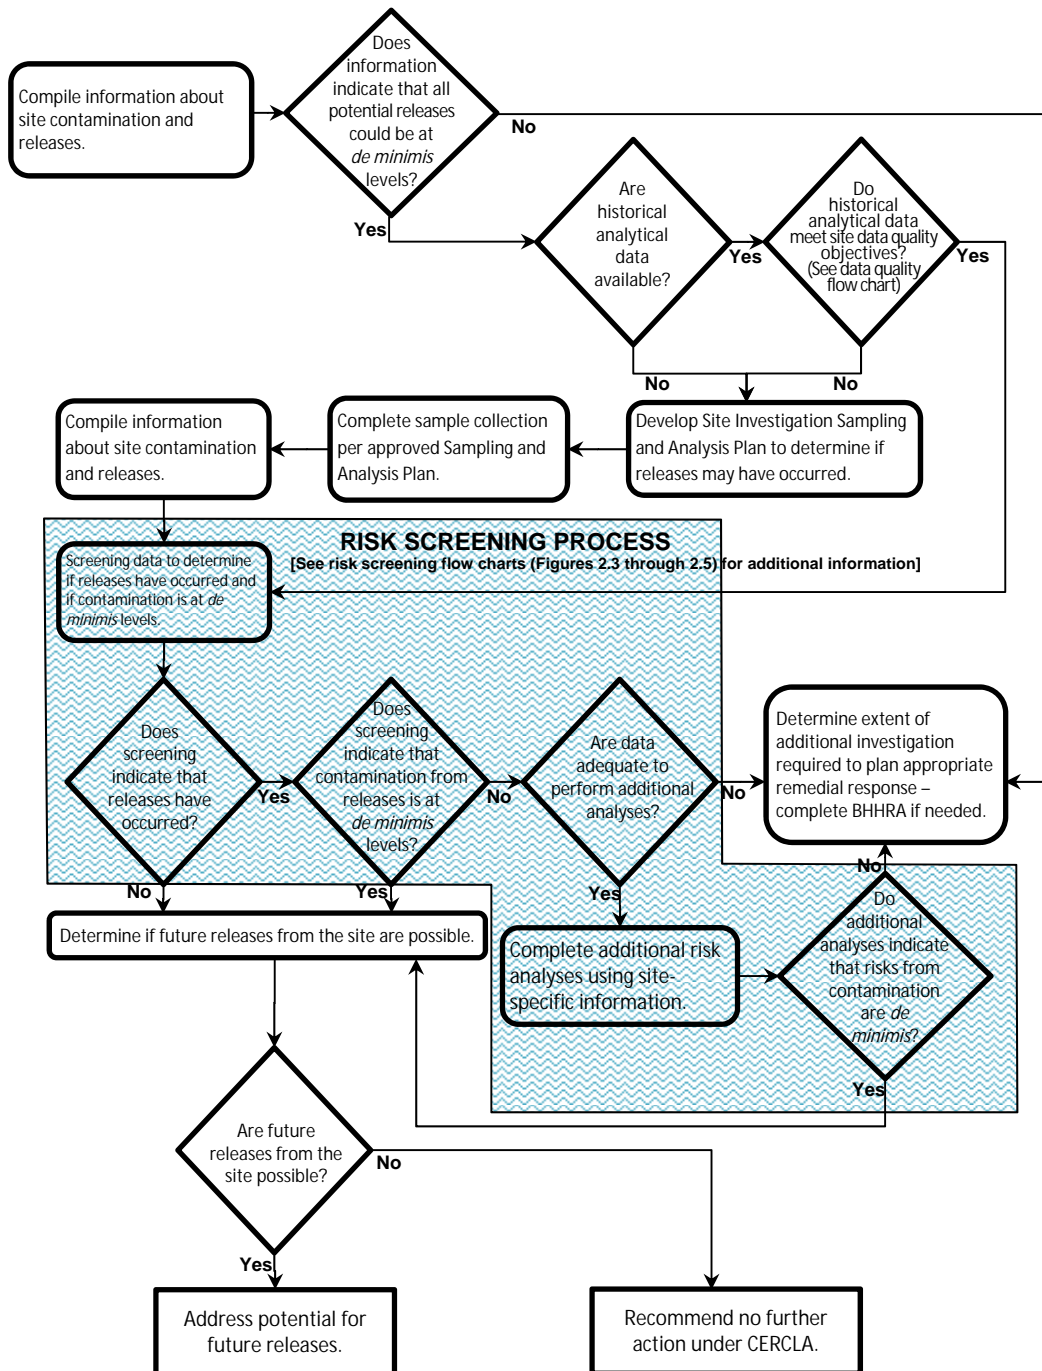 Compile information about
site contamination and
releases.
Does
information
indicate that all
potential releases
could be at
de minimis
levels?
No
Yes
Are
historical
analytical
data
available?
Yes
Do
historical
analytical data
meet site data quality
objectives?
(See data quality
flow chart)
Yes
No
No
Compile information
about site contamination
and releases.
Complete sample collection
per approved Sampling and
Analysis Plan.
Develop Site Investigation Sampling
and Analysis Plan to determine if
releases may have occurred.
RISK SCREENING PROCESS
[See risk screening flow charts (Figures 2.3 through 2.5) for additional information]
Screening data to determine
if releases have occurred and
if contamination is at de
minimis levels.
Does
screening
indicate that
releases have
occurred?
Yes
No
Does
screening
indicate that
contamination from
releases is at
de minimis
levels?
No
Yes
Are data
adequate to
perform additional
analyses?
No
Yes
Determine extent of
additional investigation
required to plan appropriate
remedial response –
complete BHHRA if needed.
No
Determine if future releases from the site are possible.
Complete additional risk
analyses using site-
specific information.
Do
additional
analyses indicate
that risks from
contamination
are de
minimis?
Yes
Are future
releases from the
site possible?
No
Yes
Address potential for
future releases.
Recommend no further
action under CERCLA.